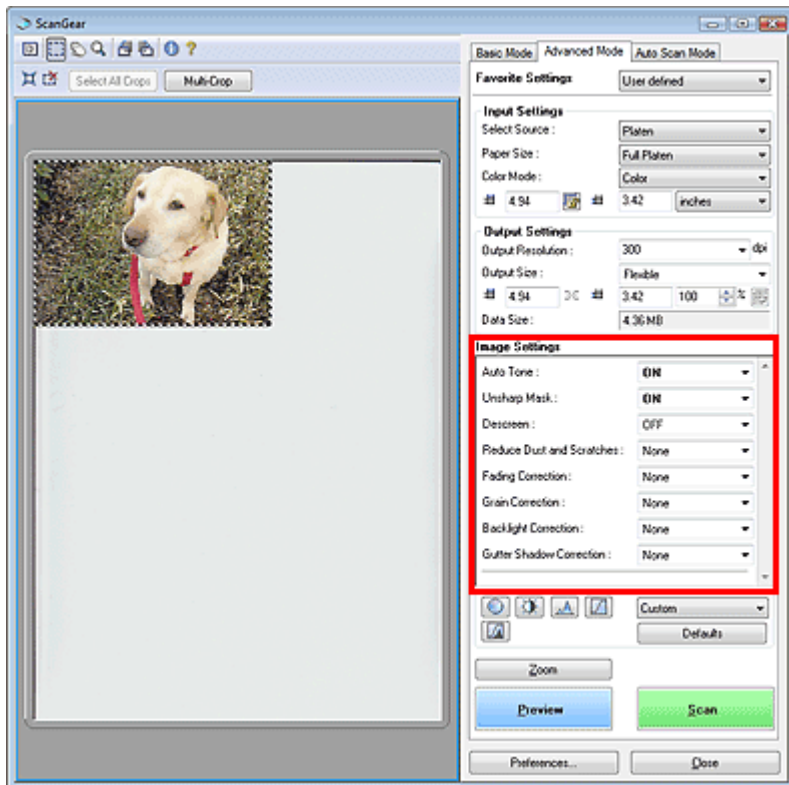 ScanGear
Select All Crops Multi-Crop
Basic Mode Advanced Mode Auto Scan Mode
Favorite Settings User defined
Input Settings
Select Source : Platen
Paper Size : Full Platen
Color Mode : Color
4.94 3.42 inches
Output Settings
Output Resolution : 300 dpi
Output Size : Flexible
4.94 3.42 100 %
Data Size : 4.36 MB
Image Settings
Auto Tone : ON
Unsharp Mask : ON
Descreen : OFF
Reduce Dust and Scratches : None
Fading Correction : None
Grain Correction : None
Backlight Correction : None
Gutter Shadow Correction : None
Custom
Defaults
Zoom
Preview Scan
Preferences... Close